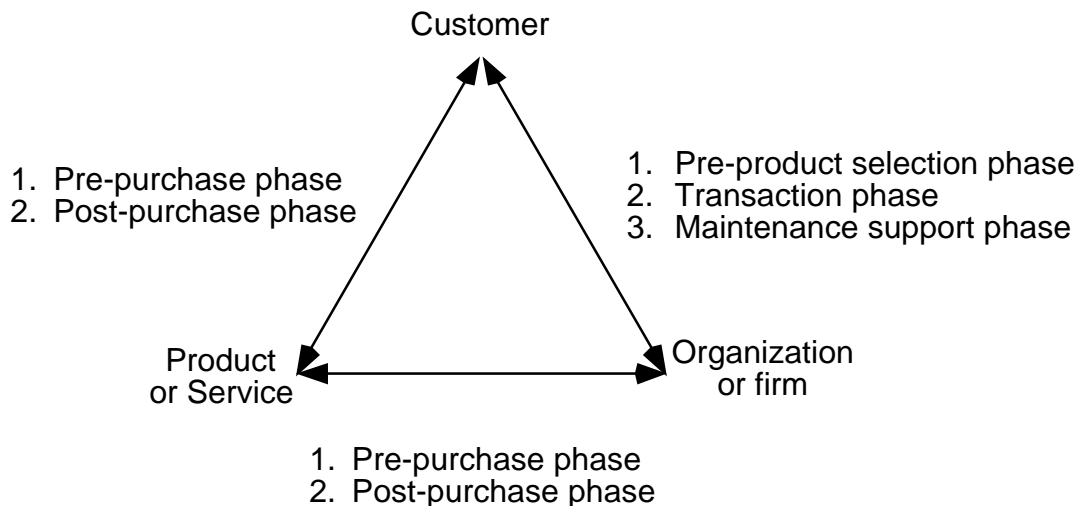 Customer
1. Pre-purchase phase
2. Post-purchase phase
1. Pre-product selection phase
2. Transaction phase
3. Maintenance support phase
Product
or Service
Organization
or firm
1. Pre-purchase phase
2. Post-purchase phase